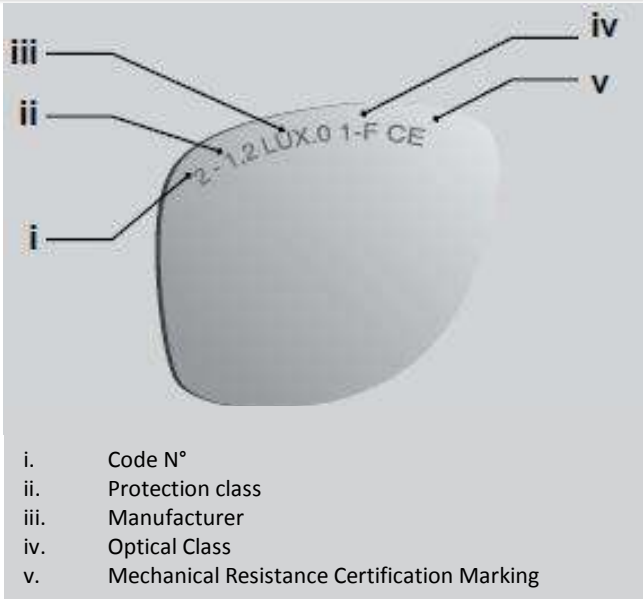 iii
iv
ii
v
2 - 1.2 LUX.0 1-F CE
i
i. Code N°
ii. Protection class
iii. Manufacturer
iv. Optical Class
v. Mechanical Resistance Certification Marking